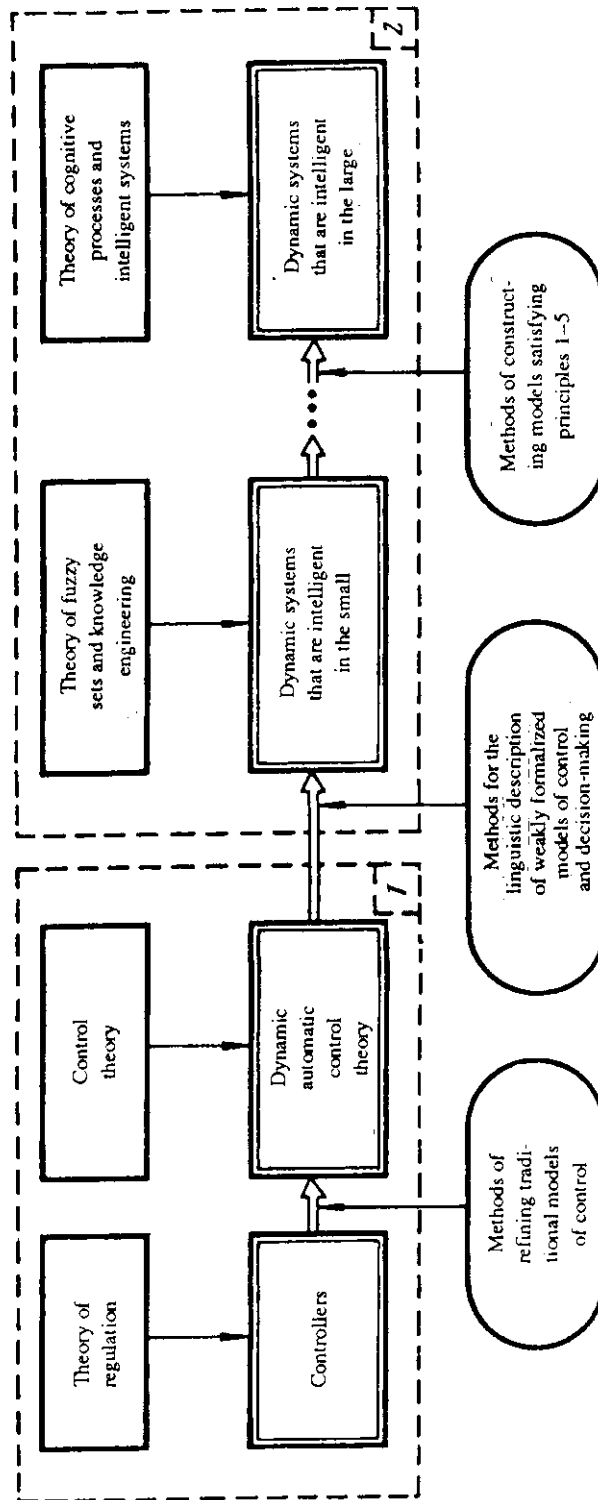 Theory of
regulation
Control
theory
Theory of fuzzy
sets and knowledge
engineering
Theory of cognitive
processes and
intelligent systems
Controllers
Dynamic
automatic
control
theory
Dynamic systems
that are intelligent
in the small
Dynamic systems
that are intelligent
in the large
1
2
Methods of
refining tradi-
tional models
of control
Methods for the
linguistic description
of weakly formalized
models of control
and decision-making
Methods of construct-
ing models satisfying
principles 1–5